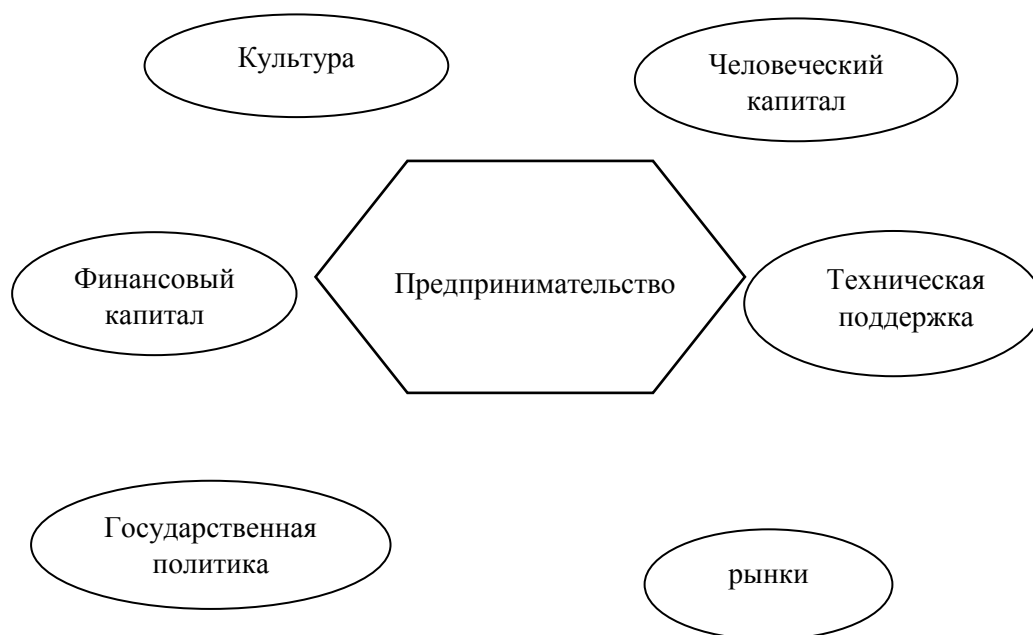 Культура
Человеческий
капитал
Финансовый
капитал
Предпринимательство
Техническая
поддержка
Государственная
политика
рынки